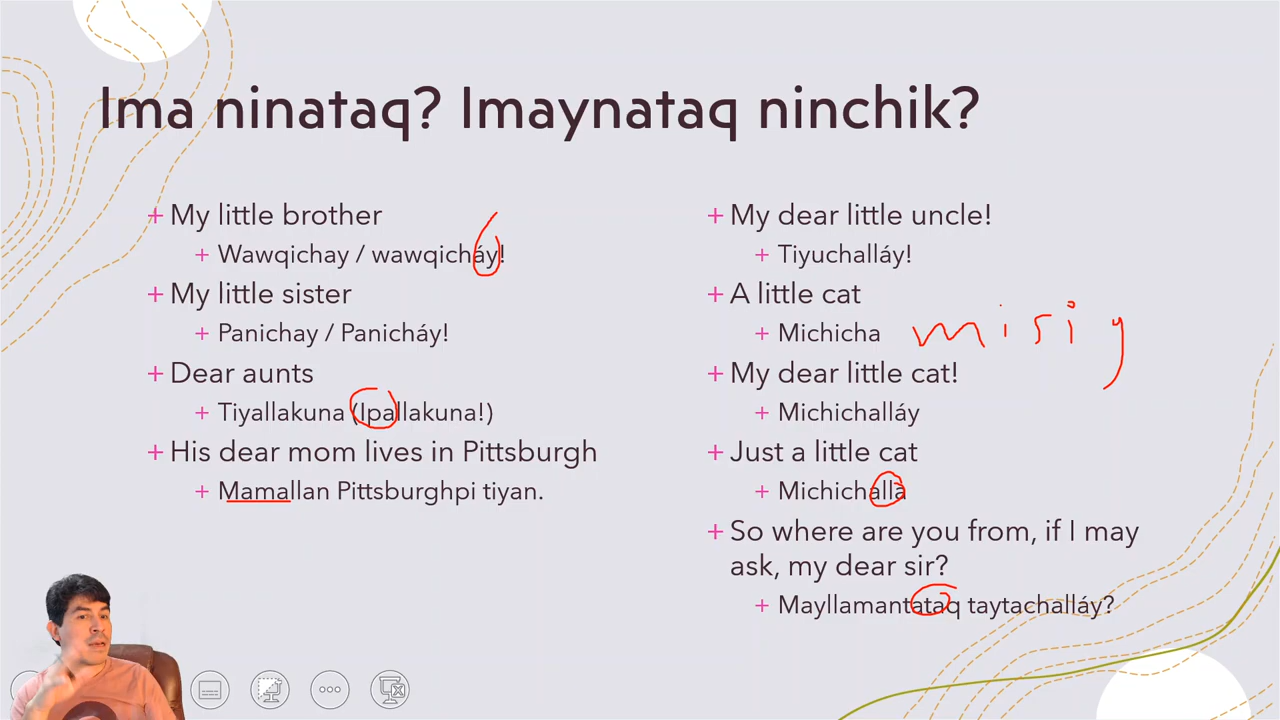 Ima ninataq? Imaynataq ninchik?
+ My little brother
+ Wawqichay / wawqicháy!
+ My little sister
+ Panichay / Panicháy!
+ Dear aunts
+ Tiyallakuna (Ipallakuna!)
+ His dear mom lives in Pittsburgh
+ Mamallan Pittsburghpi tiyan.
+ My dear little uncle!
+ Tiyuchalláy!
+ A little cat
+ Michicha misiy
+ My dear little cat!
+ Michichalláy
+ Just a little cat
+ Michichalla
+ So where are you from, if I may
ask, my dear sir?
+ Mayllamantataq taytachalláy?